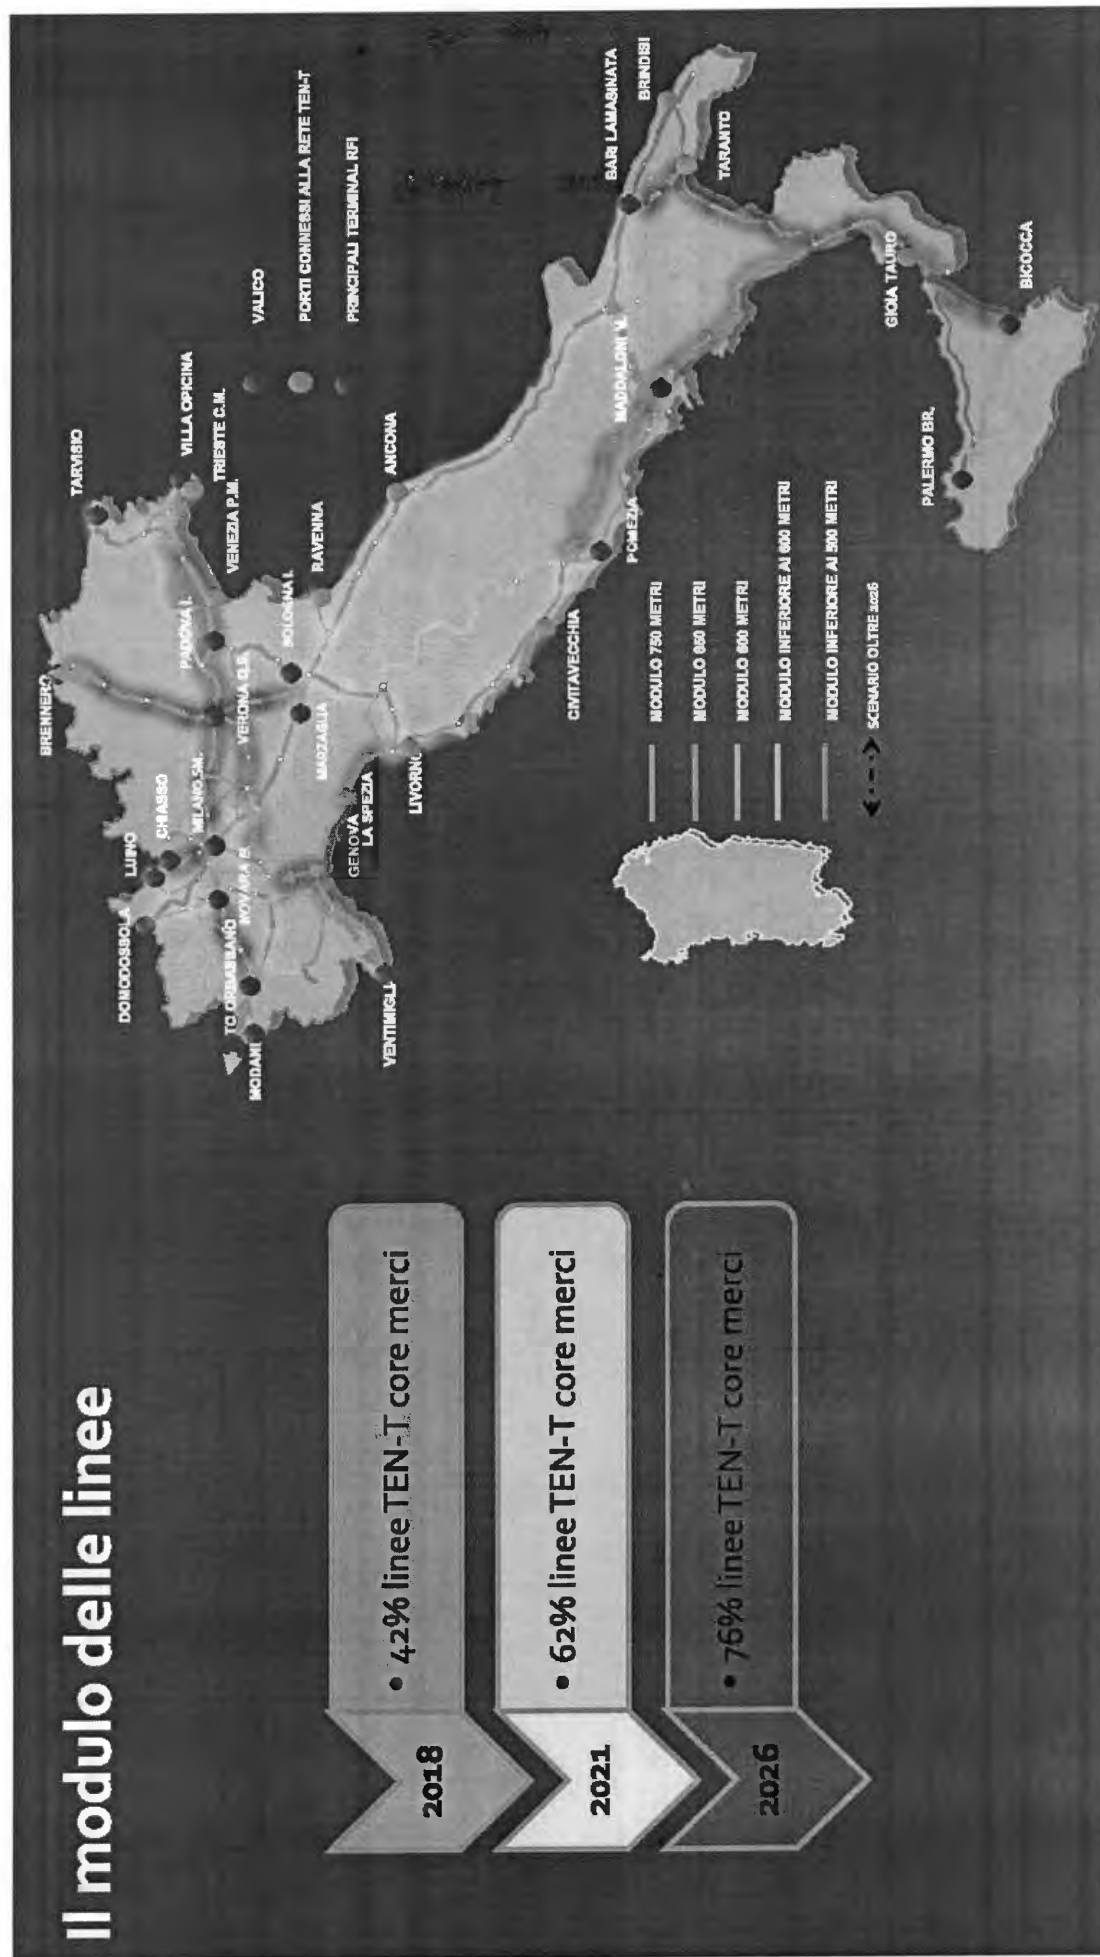 Il modulo delle linee
2018
• 42% linee TEN-T core merci
2021
• 62% linee TEN-T core merci
2026
• 76% linee TEN-T core merci
BRENNERO
TARVISIO
LUINO
CHIASSO
DOMODOSSOLA
MILANO SM.
VERONA Q.E.
PADOVA I.
VILLA OPICINA
TRIESTE C.M.
VENEZIA P.M.
NOVARA B.
TO ORBASSANO
MODANE
BOLOGNA I.
RAVENNA
MARZAGLIA
GENOVA
LA SPEZIA
VENTIMIGLI
LIVORNO
ANCONA
CIVITAVECCHIA
POMEZIA
MADDALONI M.
BARI LAMASINATA
BRINDISI
TARANTO
GIOIA TAURO
PALERMO BR.
BICOCCA
VALICO
PORTI CONNESSI ALLA RETE TEN-T
PRINCIPALI TERMINAL RFI
MODULO 750 METRI
MODULO 650 METRI
MODULO 600 METRI
MODULO INFERIORE AI 600 METRI
MODULO INFERIORE AI 500 METRI
SCENARIO OLTRE 2026